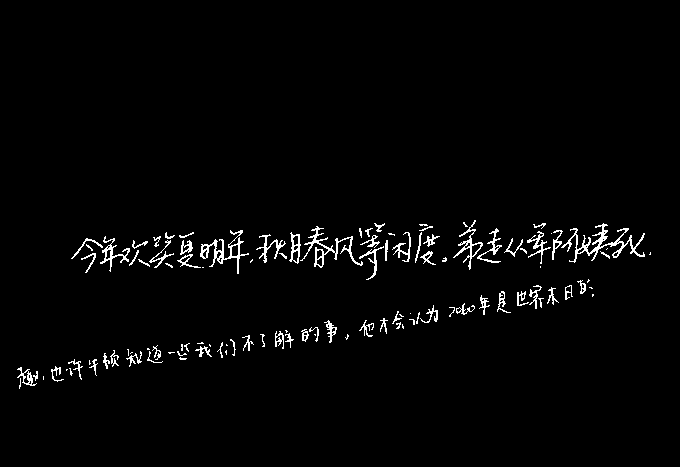 今年欢笑复明年,秋月春风等闲度。弟走从军阿姨死.
趣,也许牛顿知道一些我们不了解的事,他才会认为2060年是世界末日的;